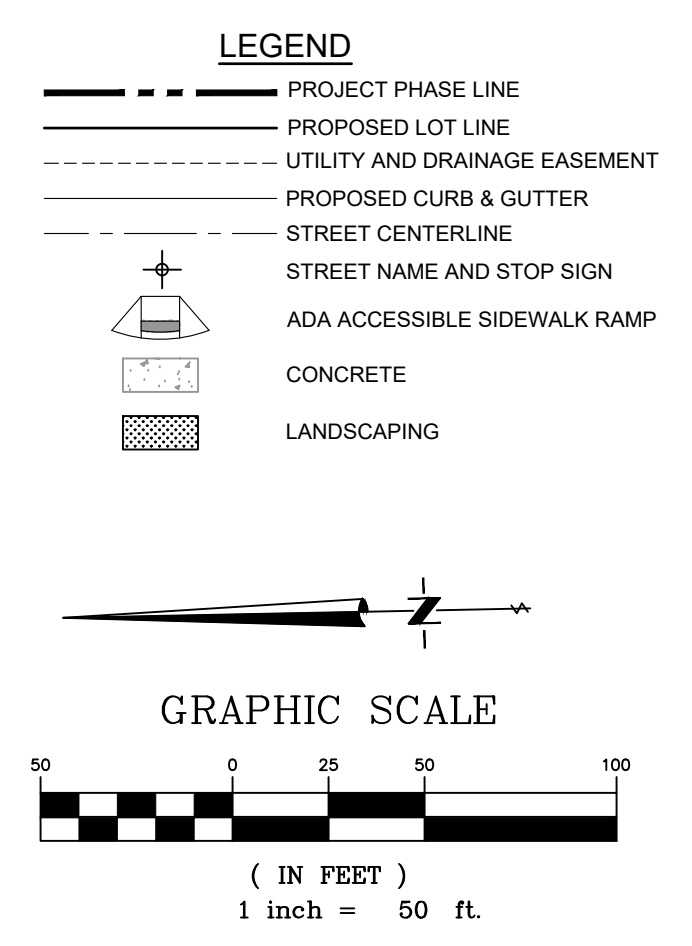 LEGEND
PROJECT PHASE LINE
PROPOSED LOT LINE
UTILITY AND DRAINAGE EASEMENT
PROPOSED CURB & GUTTER
STREET CENTERLINE
STREET NAME AND STOP SIGN
ADA ACCESSIBLE SIDEWALK RAMP
CONCRETE
LANDSCAPING
N
GRAPHIC SCALE
50 0 25 50 100
( IN FEET )
1 inch = 50 ft.